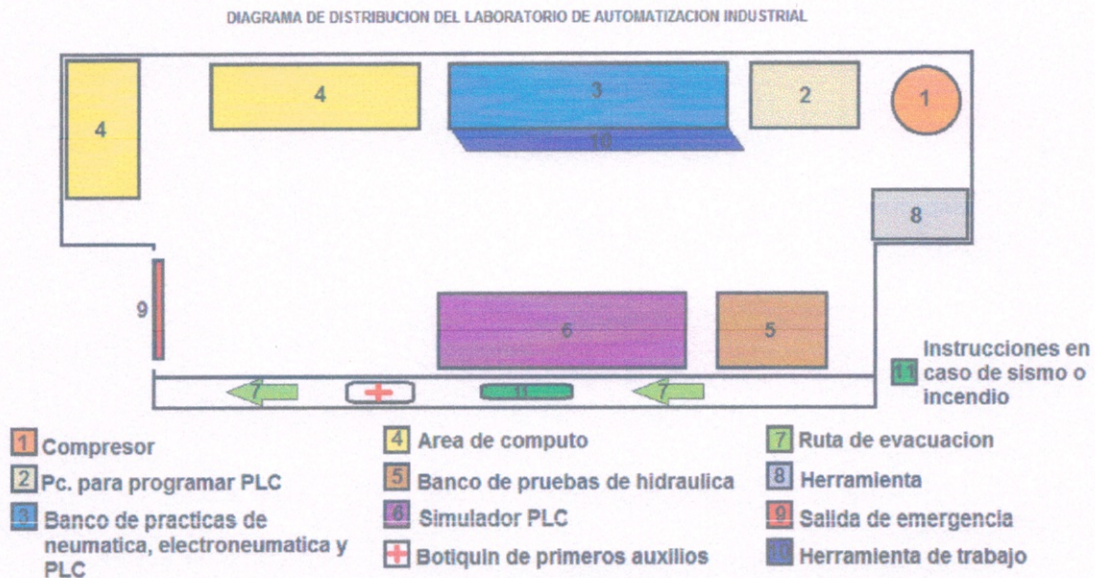 DIAGRAMA DE DISTRIBUCION DEL LABORATORIO DE AUTOMATIZACION INDUSTRIAL
4
4
3
2
1
10
8
9
6
5
7
11
7
11 Instrucciones en
caso de sismo o
incendio
1 Compresor
2 Pc. para programar PLC
3 Banco de practicas de
neumatica, electroneumatica y
PLC
4 Area de computo
5 Banco de pruebas de hidraulica
6 Simulador PLC
Botiquin de primeros auxilios
7 Ruta de evacuacion
8 Herramienta
9 Salida de emergencia
10 Herramienta de trabajo